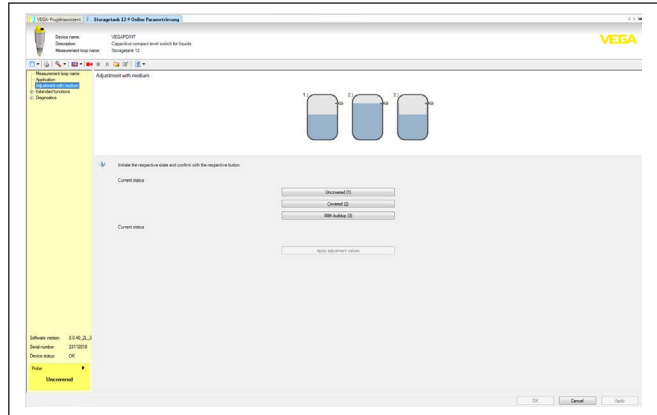 VEGA-Projektassistent
Storagetank 12 # Online Parametrierung
Device name: VEGAPOINT
Description: Capacitive compact level switch for liquids
Measurement loop name: Storagetank 12
VEGA
Measurement loop name
Application
Adjustment with medium
Extended functions
Diagnostics
Adjustment with medium
1.)
2.)
3.)
Initiate the respective state and confirm with the respective button.
Current status
Uncovered (1)
Covered (2)
With buildup (3)
Current status
Apply adjustment values
Software version 0.0.40_2L_3
Serial number 23112018
Device status OK
Probe:
Uncovered
OK
Cancel
Apply